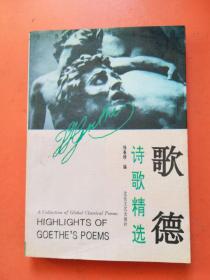 歌德
诗歌精选
A Collection of Global Classical Poems
HIGHLIGHTS OF
GOETHE'S POEMS